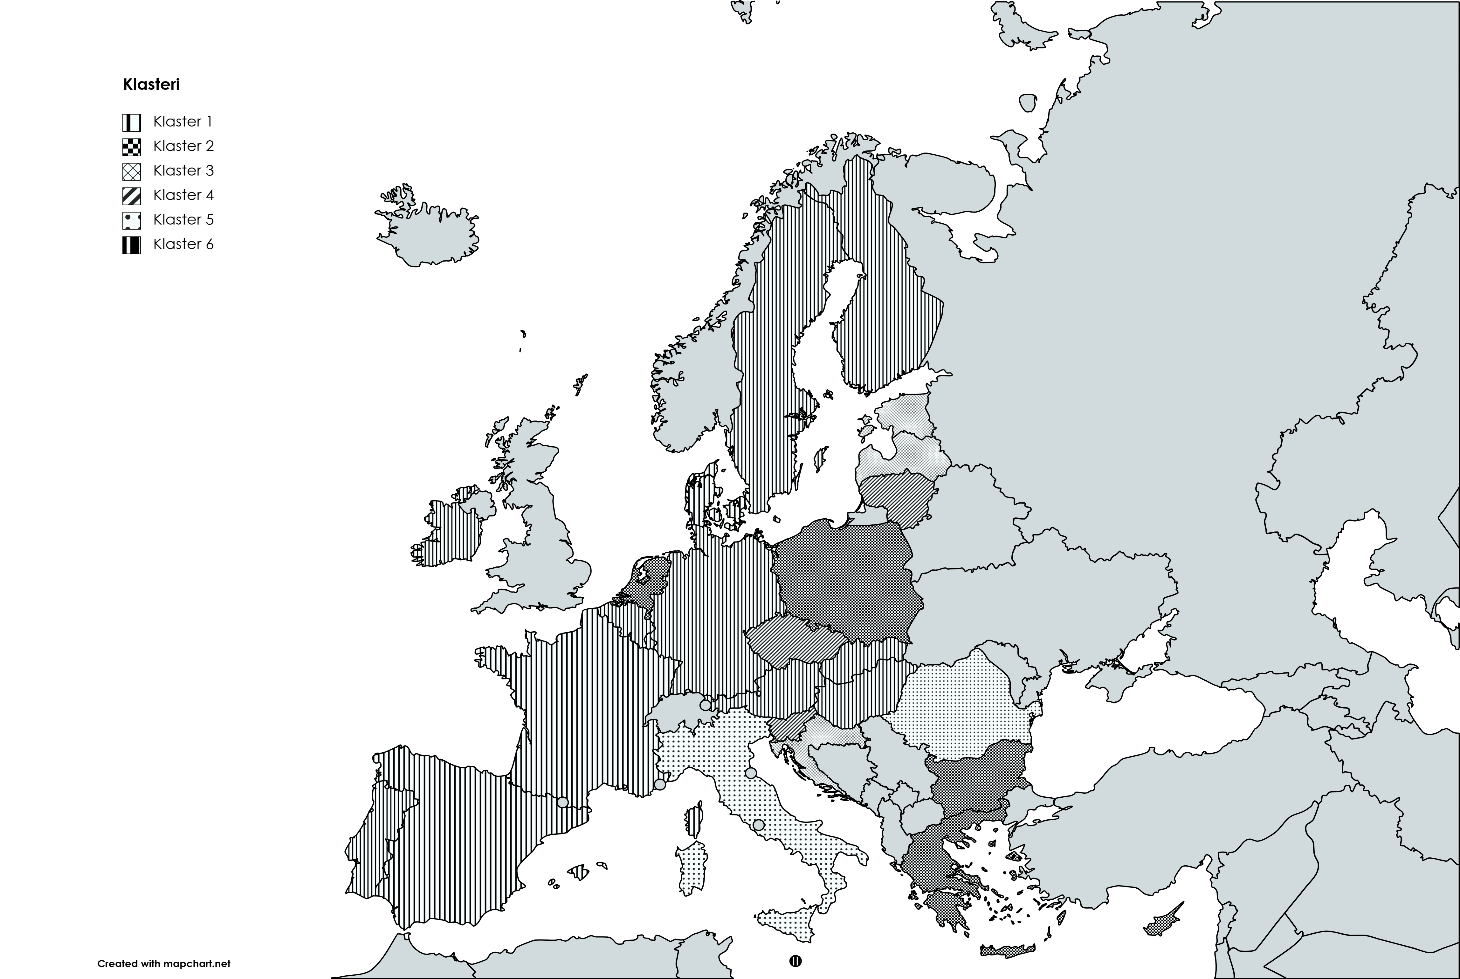 Klasteri
Klaster 1
Klaster 2
Klaster 3
Klaster 4
Klaster 5
Klaster 6
Created with mapchart.net